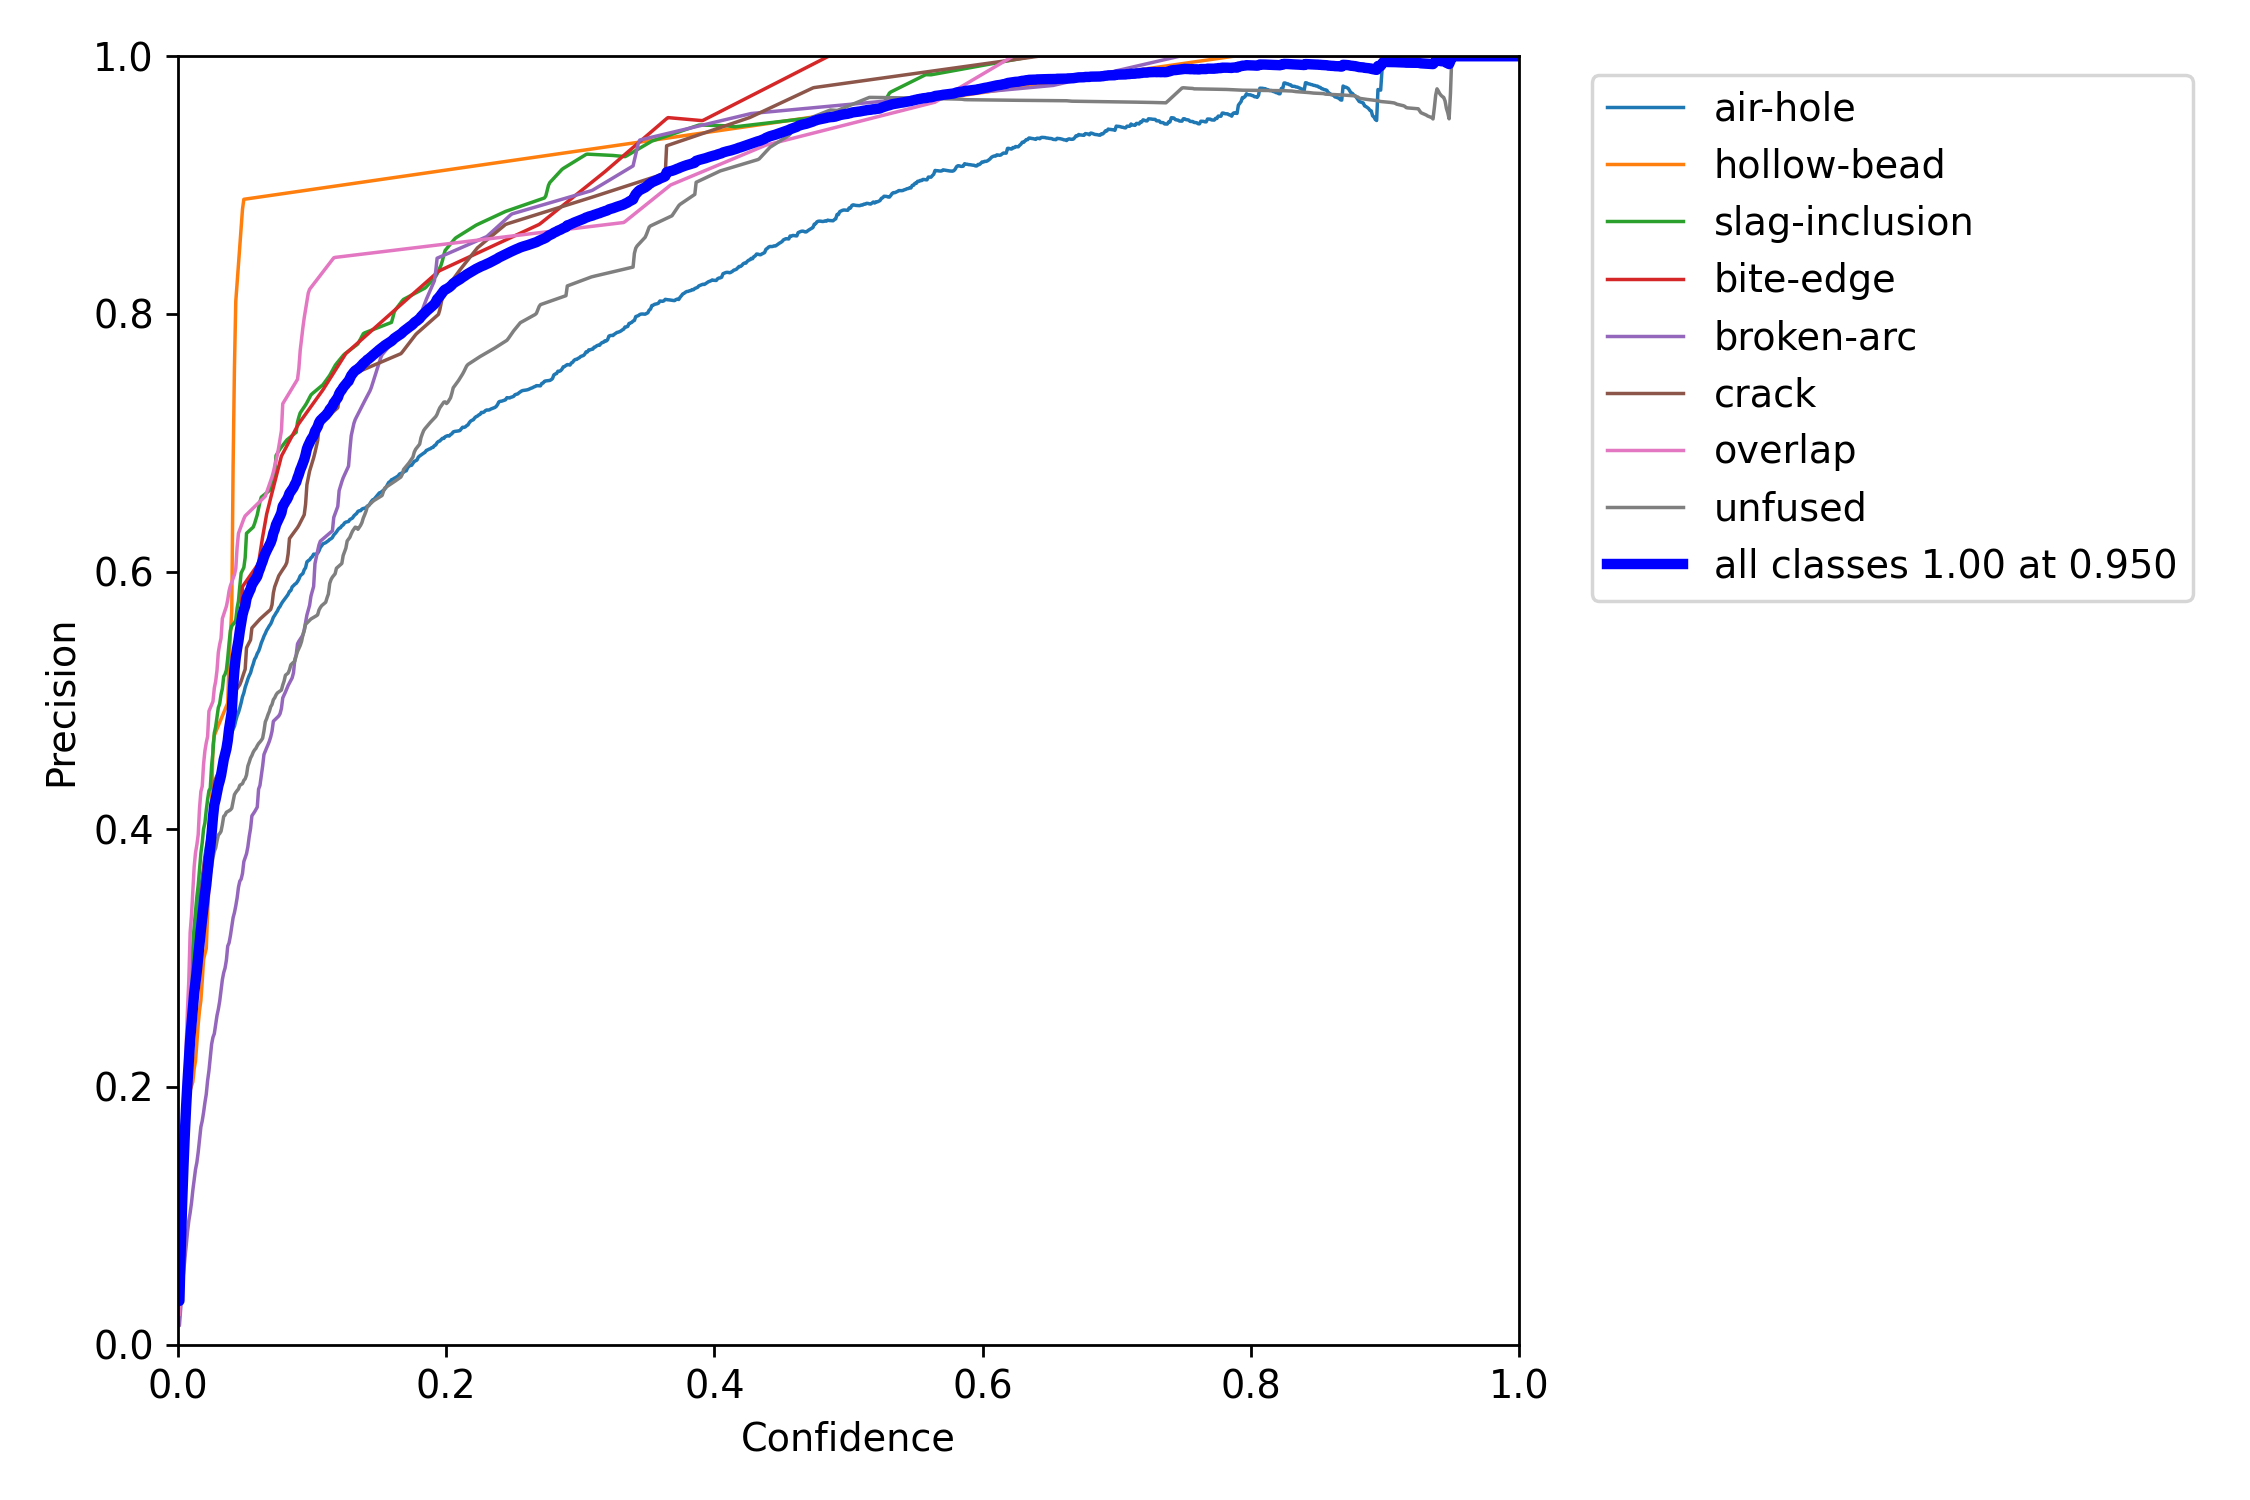 1.0
0.8
0.6
0.4
0.2
0.0
Precision
0.0 0.2 0.4 0.6 0.8 1.0
Confidence
air-hole
hollow-bead
slag-inclusion
bite-edge
broken-arc
crack
overlap
unfused
all classes 1.00 at 0.950